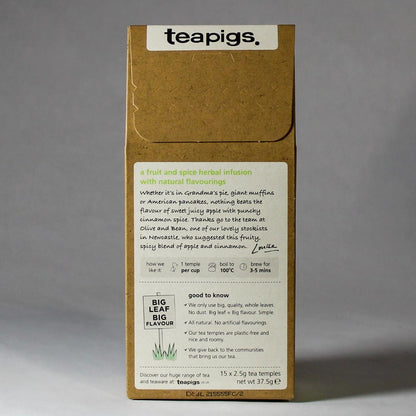 teapigs.
a fruit and spice herbal infusion
with natural flavourings
Whether it's in Grandma's pie, giant muffins
or American pancakes, nothing beats the
flavour of sweet juicy apple with punchy
cinnamon spice. Thanks go to the team at
Olive and Bean, one of our lovely stockists
in Newcastle, who suggested this fruity,
spicy blend of apple and cinnamon. Louise
how we
like it
1 temple
per cup
boil to
100°C
brew for
3-5 mins
BIG
LEAF
BIG
FLAVOUR
good to know
✓ We only use big, quality, whole leaves.
No dust. Big leaf = Big flavour. Simple.
✓ All natural. No artificial flavourings.
✓ Our tea temples are plastic-free and
nice and roomy.
✓ We give back to the communities
that bring us our tea.
Discover our huge range of tea
and teaware at teapigs.co.uk
15 x 2.5g tea temples
net wt 37.5g e